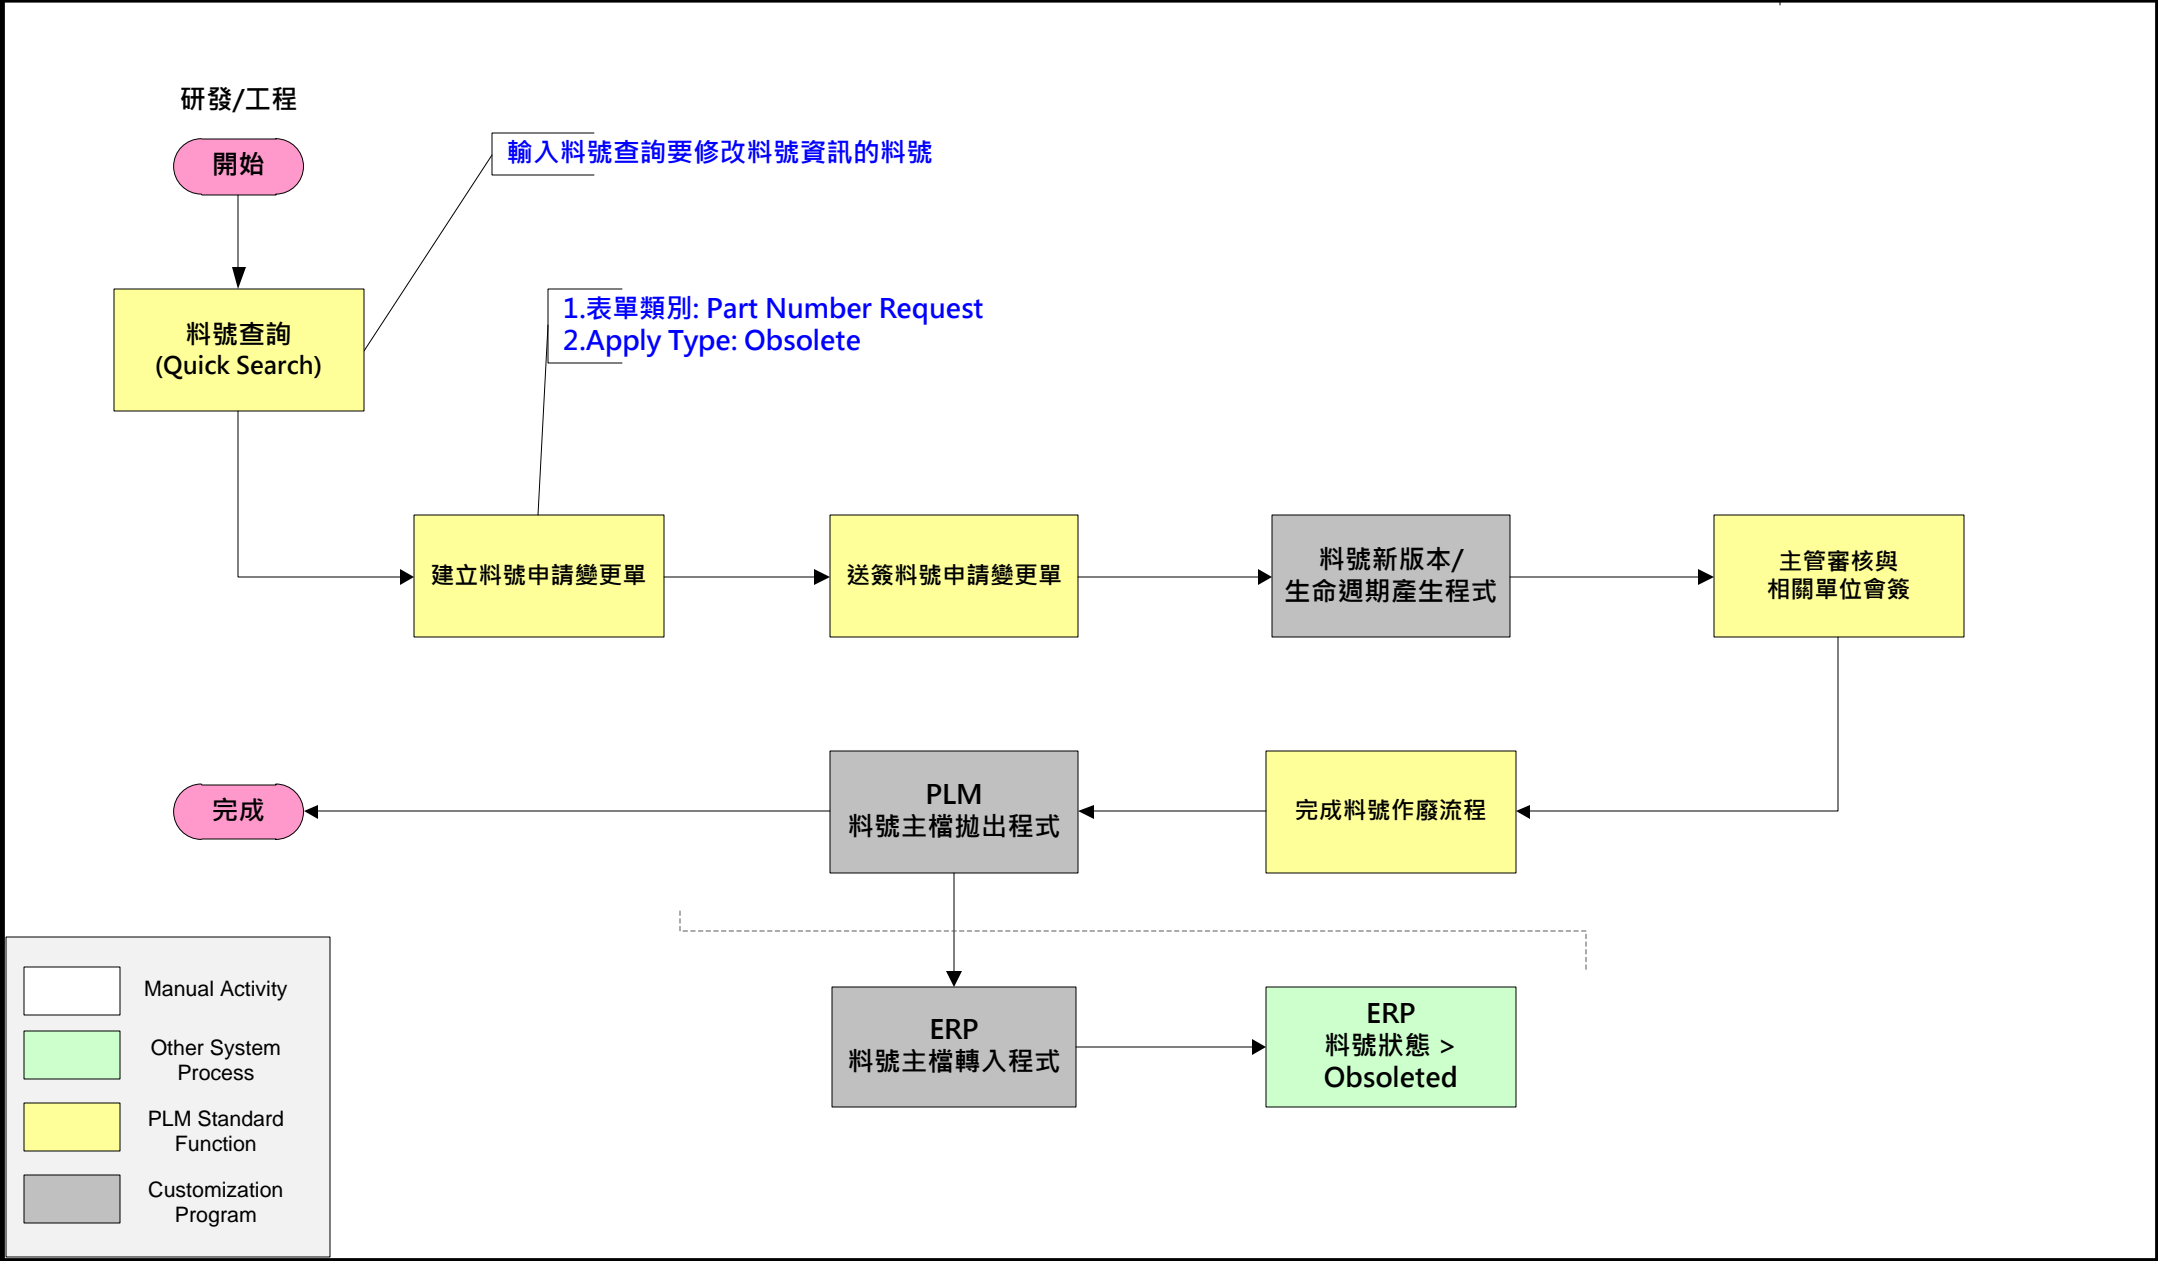 研發/工程
開始
輸入料號查詢要修改料號資訊的料號
料號查詢
(Quick Search)
1.表單類別: Part Number Request
2.Apply Type: Obsolete
建立料號申請變更單
送簽料號申請變更單
料號新版本/
生命週期產生程式
主管審核與
相關單位會簽
完成
PLM
料號主檔拋出程式
完成料號作廢流程
ERP
料號主檔轉入程式
ERP
料號狀態 >
Obsoleted
Manual Activity
Other System
Process
PLM Standard
Function
Customization
Program